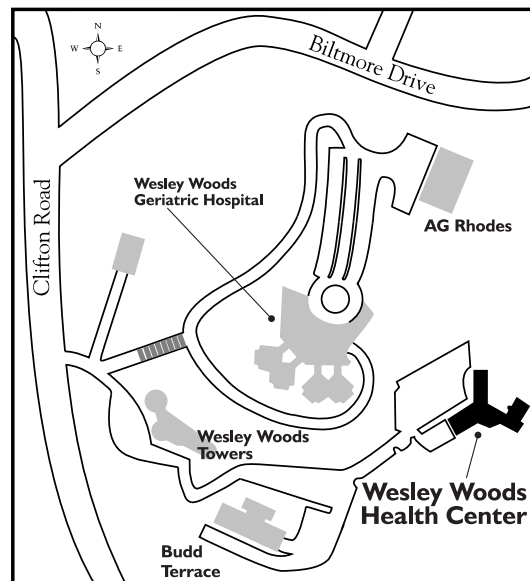 N
W E
S
Biltmore Drive
Clifton Road
Wesley Woods
Geriatric Hospital
AG Rhodes
Wesley Woods
Towers
Wesley Woods
Health Center
Budd
Terrace